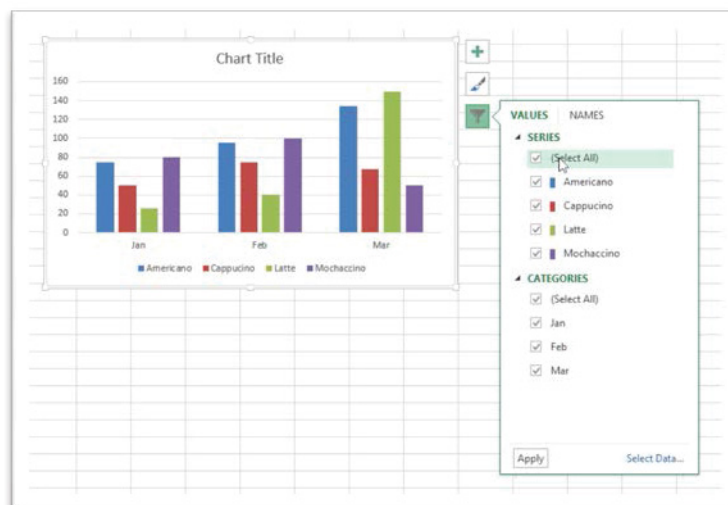 Chart Title
160
140
120
100
80
60
40
20
0
Jan Feb Mar
Americano Cappucino Latte Mochaccino
VALUES NAMES
SERIES
(Select All)
Americano
Cappucino
Latte
Mochaccino
CATEGORIES
(Select All)
Jan
Feb
Mar
Apply Select Data...